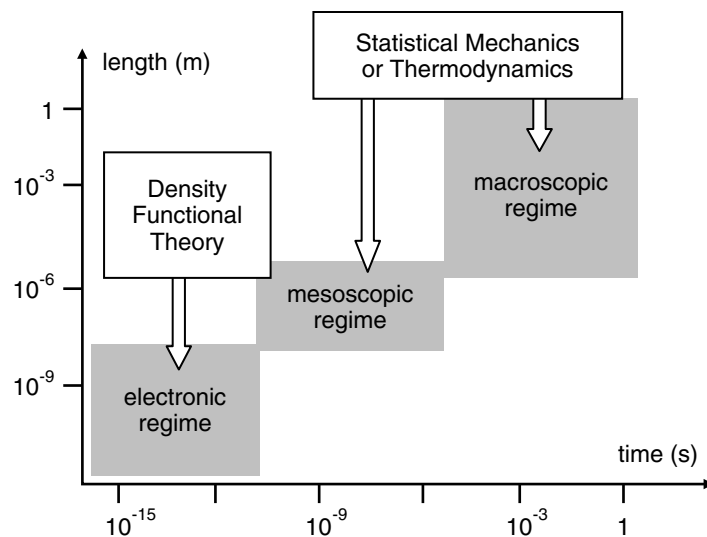 Statistical Mechanics
or Thermodynamics
length (m)
1
10⁻³
10⁻⁶
10⁻⁹
Density
Functional
Theory
macroscopic
regime
mesoscopic
regime
electronic
regime
time (s)
10⁻¹⁵
10⁻⁹
10⁻³
1